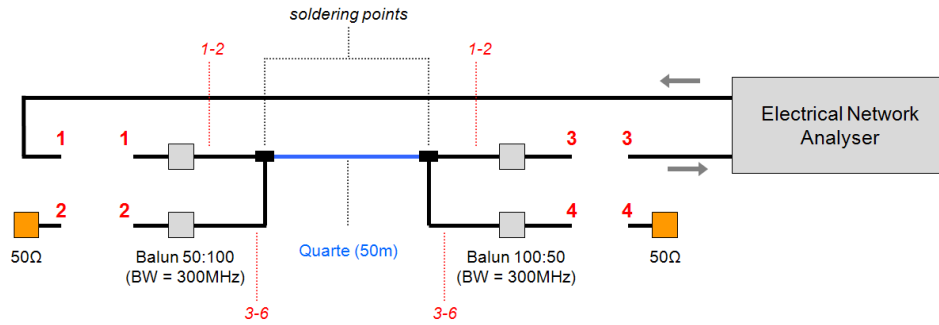 soldering points
1-2
1-2
Electrical Network
Analyser
1
1
3
3
2
2
4
4
50Ω
Balun 50:100
(BW = 300MHz)
Quarte (50m)
Balun 100:50
(BW = 300MHz)
50Ω
3-6
3-6